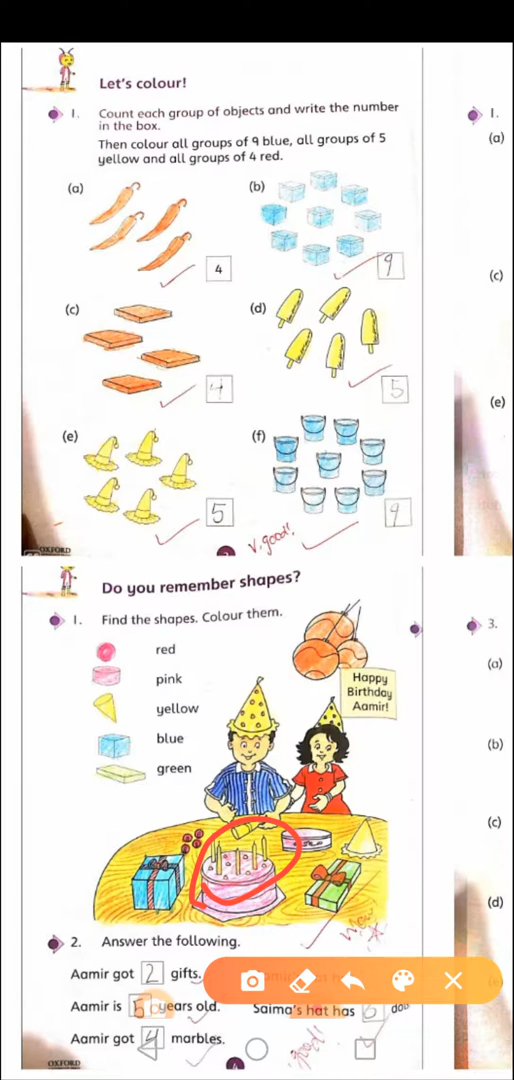 Let's colour!
1. Count each group of objects and write the number
in the box.
Then colour all groups of 9 blue, all groups of 5
yellow and all groups of 4 red.
(a)
(b)
4
9
(c)
(d)
4
5
(e)
(f)
5
9
V. good!
OXFORD
Do you remember shapes?
1. Find the shapes. Colour them.
red
pink
yellow
blue
green
Happy
Birthday
Aamir!
2. Answer the following.
Aamir got 2 gifts.
Aamir is 5 years old.
Saima's hat has
Aamir got 4 marbles.
good!
OXFORD
4
1.
(a)
(c)
(e)
3.
(a)
(b)
(c)
(d)